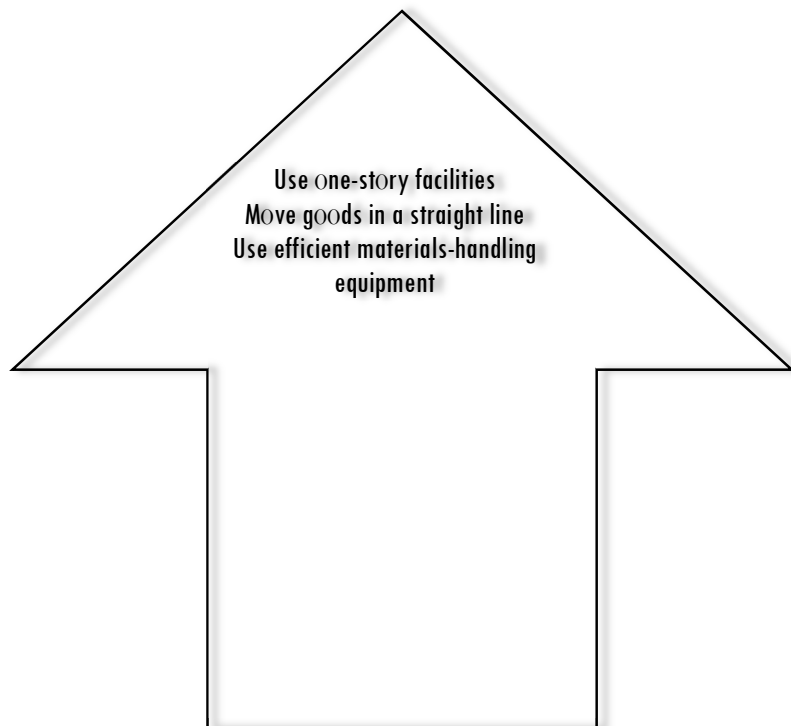 Use one-story facilities
Move goods in a straight line
Use efficient materials-handling
equipment